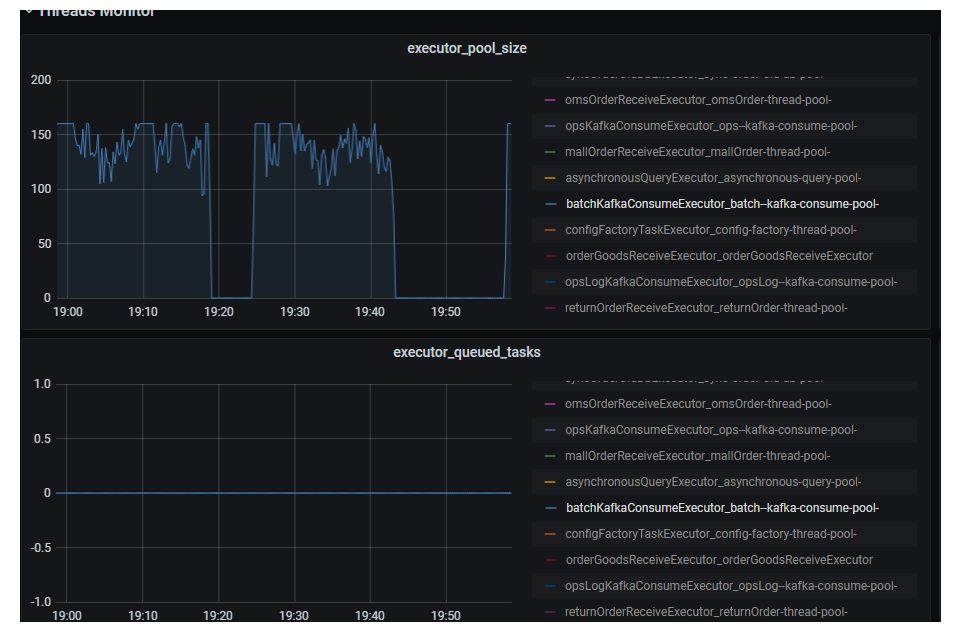 Threads Monitor
executor_pool_size
200
150
100
50
0
19:00 19:10 19:20 19:30 19:40 19:50
omsOrderReceiveExecutor_omsOrder-thread-pool-
opsKafkaConsumeExecutor_ops--kafka-consume-pool-
mallOrderReceiveExecutor_mallOrder-thread-pool-
asynchronousQueryExecutor_asynchronous-query-pool-
batchKafkaConsumeExecutor_batch--kafka-consume-pool-
configFactoryTaskExecutor_config-factory-thread-pool-
orderGoodsReceiveExecutor_orderGoodsReceiveExecutor
opsLogKafkaConsumeExecutor_opsLog--kafka-consume-pool-
returnOrderReceiveExecutor_returnOrder-thread-pool-
executor_queued_tasks
1.0
0.5
0
-0.5
-1.0
19:00 19:10 19:20 19:30 19:40 19:50
omsOrderReceiveExecutor_omsOrder-thread-pool-
opsKafkaConsumeExecutor_ops--kafka-consume-pool-
mallOrderReceiveExecutor_mallOrder-thread-pool-
asynchronousQueryExecutor_asynchronous-query-pool-
batchKafkaConsumeExecutor_batch--kafka-consume-pool-
configFactoryTaskExecutor_config-factory-thread-pool-
orderGoodsReceiveExecutor_orderGoodsReceiveExecutor
opsLogKafkaConsumeExecutor_opsLog--kafka-consume-pool-
returnOrderReceiveExecutor_returnOrder-thread-pool-